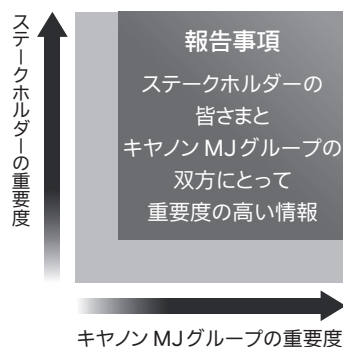 ステークホルダーの重要度
報告事項
ステークホルダーの
皆さまと
キヤノン MJグループの
双方にとって
重要度の高い情報
キヤノン MJグループの重要度